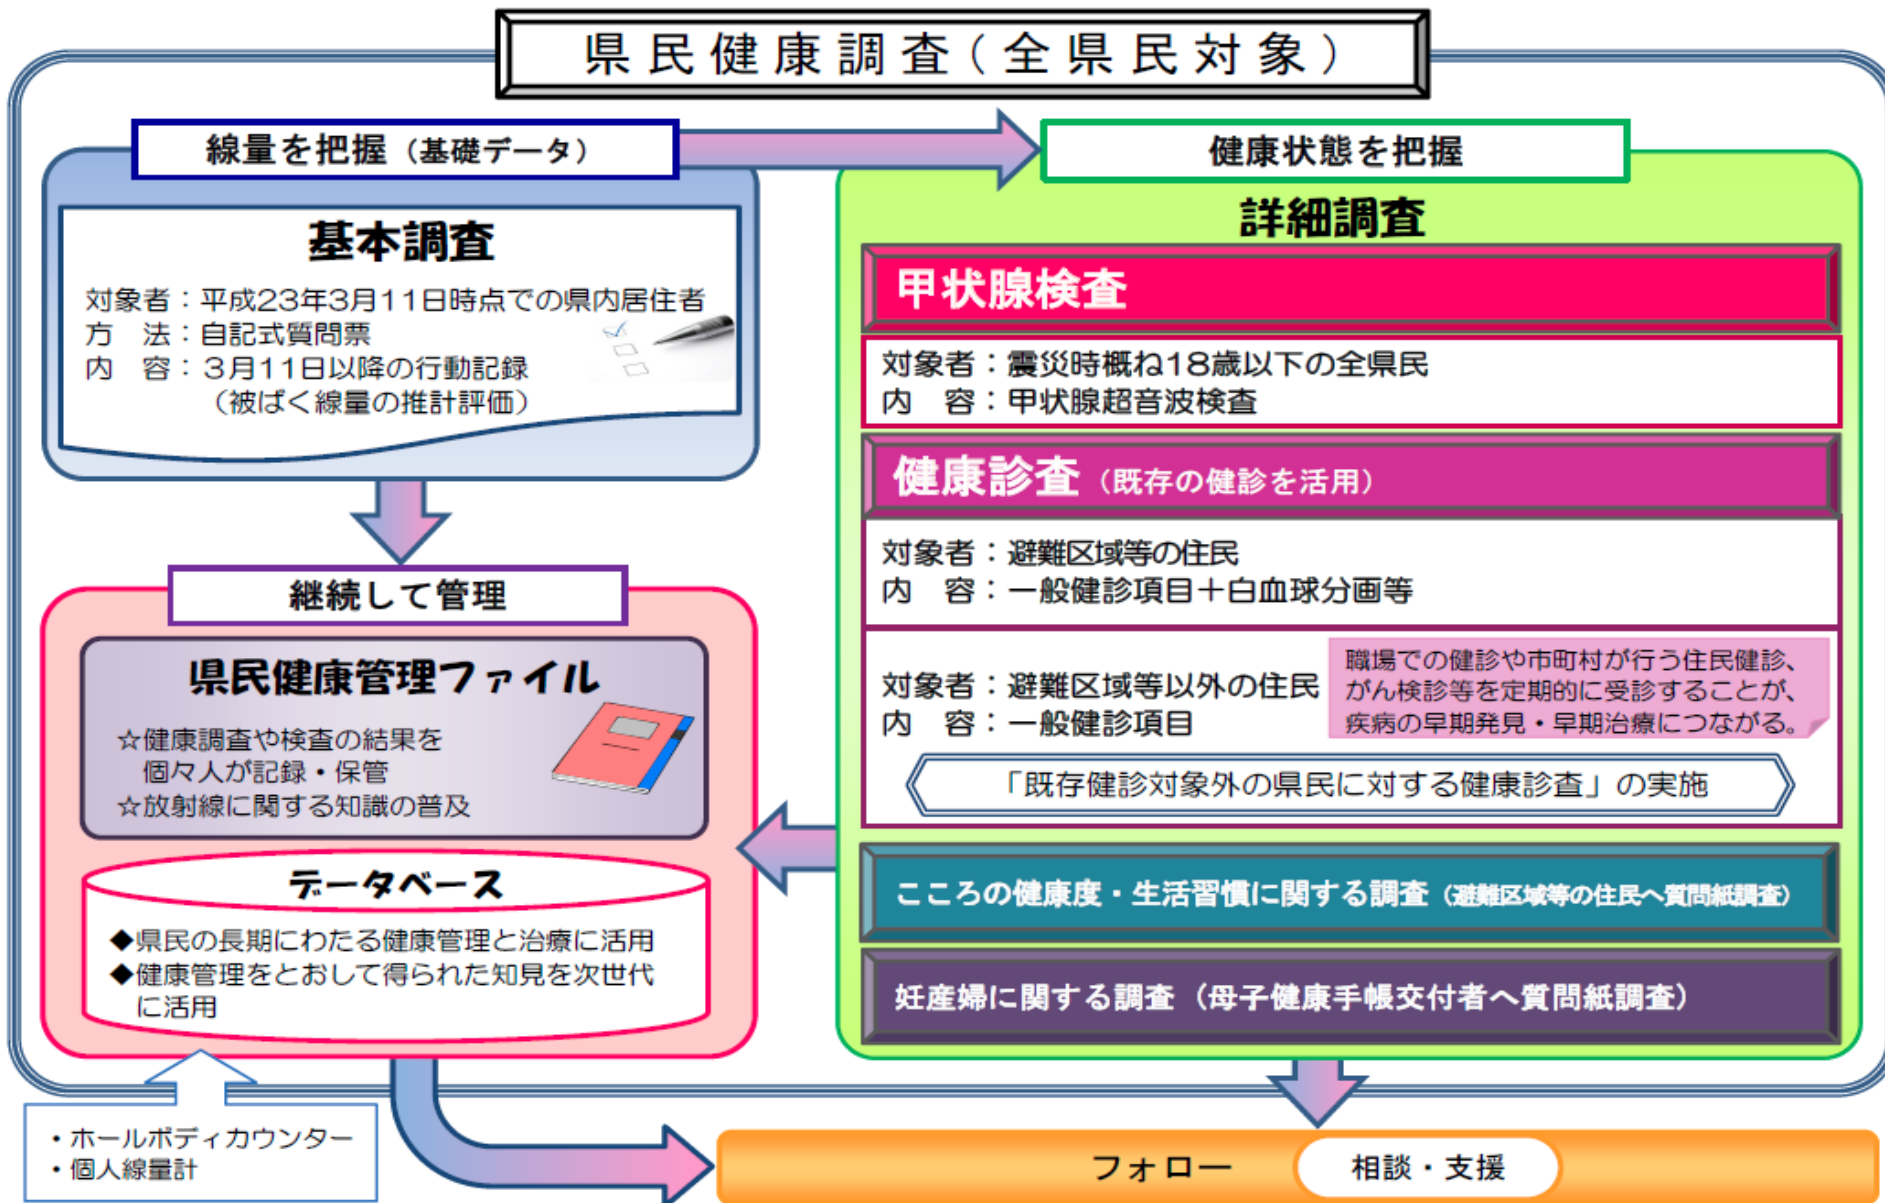 県民健康調査(全県民対象)
線量を把握（基礎データ）
基本調査
対象者：平成23年3月11日時点での県内居住者
方　法：自記式質問票
内　容：3月11日以降の行動記録
（被ばく線量の推計評価）
継続して管理
県民健康管理ファイル
☆健康調査や検査の結果を
個々人が記録・保管
☆放射線に関する知識の普及
データベース
◆県民の長期にわたる健康管理と治療に活用
◆健康管理をとおして得られた知見を次世代
に活用
・ホールボディカウンター
・個人線量計
健康状態を把握
詳細調査
甲状腺検査
対象者：震災時概ね18歳以下の全県民
内　容：甲状腺超音波検査
健康診査（既存の健診を活用）
対象者：避難区域等の住民
内　容：一般健診項目＋白血球分画等
対象者：避難区域等以外の住民
内　容：一般健診項目
職場での健診や市町村が行う住民健診、
がん検診等を定期的に受診することが、
疾病の早期発見・早期治療につながる。
「既存健診対象外の県民に対する健康診査」の実施
こころの健康度・生活習慣に関する調査（避難区域等の住民へ質問紙調査）
妊産婦に関する調査（母子健康手帳交付者へ質問紙調査）
フォロー　相談・支援